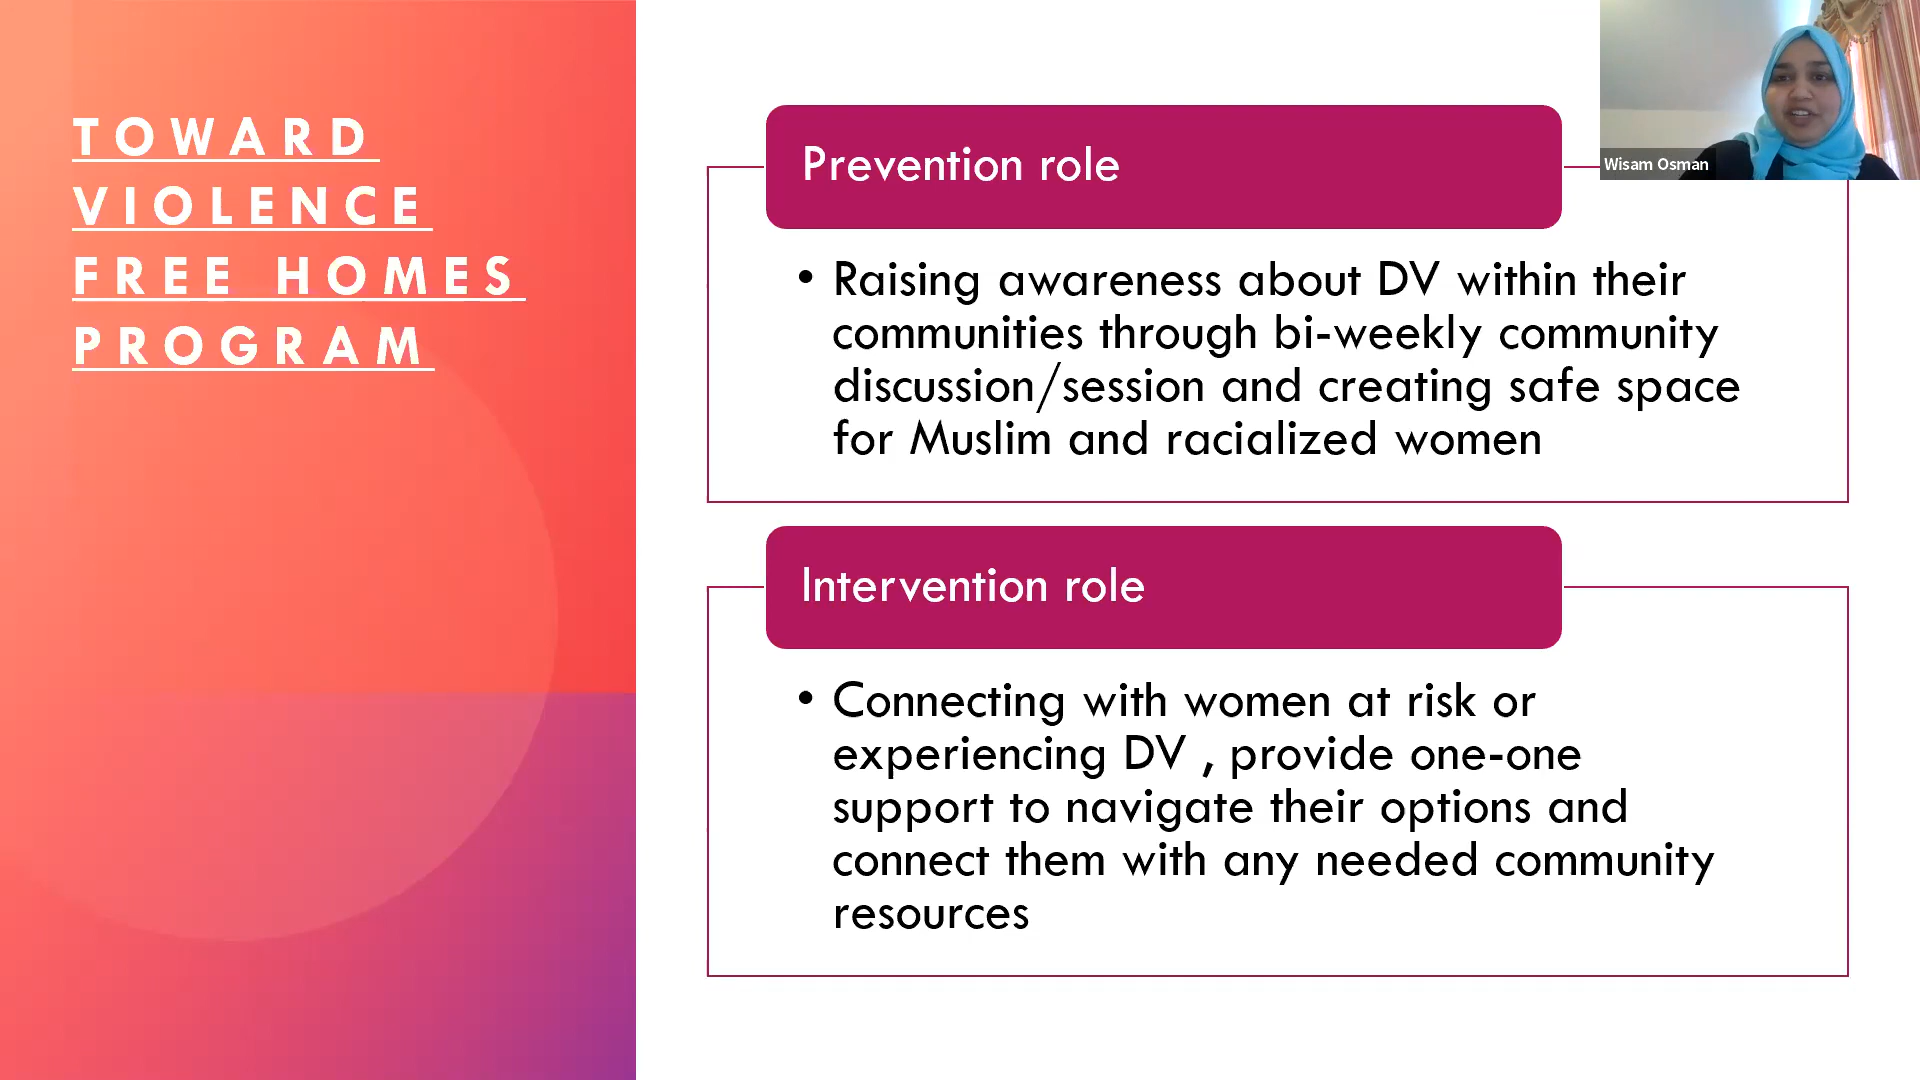 TOWARD
VIOLENCE
FREE HOMES
PROGRAM
Prevention role
• Raising awareness about DV within their
communities through bi-weekly community
discussion/session and creating safe space
for Muslim and racialized women
Intervention role
• Connecting with women at risk or
experiencing DV , provide one-one
support to navigate their options and
connect them with any needed community
resources
Wisam Osman